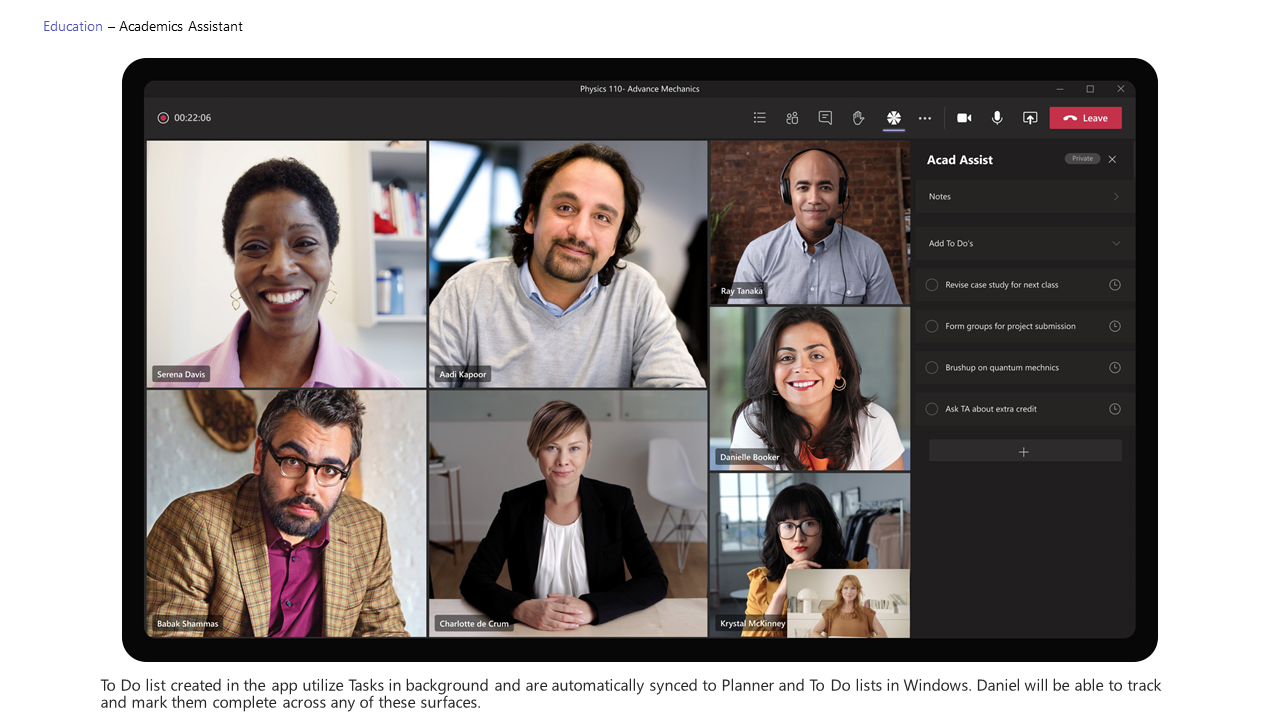 Education – Academics Assistant
Physics 110- Advance Mechanics
00:22:06
Leave
Acad Assist
Private
Notes
Add To Do's
Revise case study for next class
Form groups for project submission
Brushup on quantum mechnics
Ask TA about extra credit
Serena Davis
Aadi Kapoor
Ray Tanaka
Danielle Booker
Babak Shammas
Charlotte de Crum
Krystal McKinney
To Do list created in the app utilize Tasks in background and are automatically synced to Planner and To Do lists in Windows. Daniel will be able to track
and mark them complete across any of these surfaces.